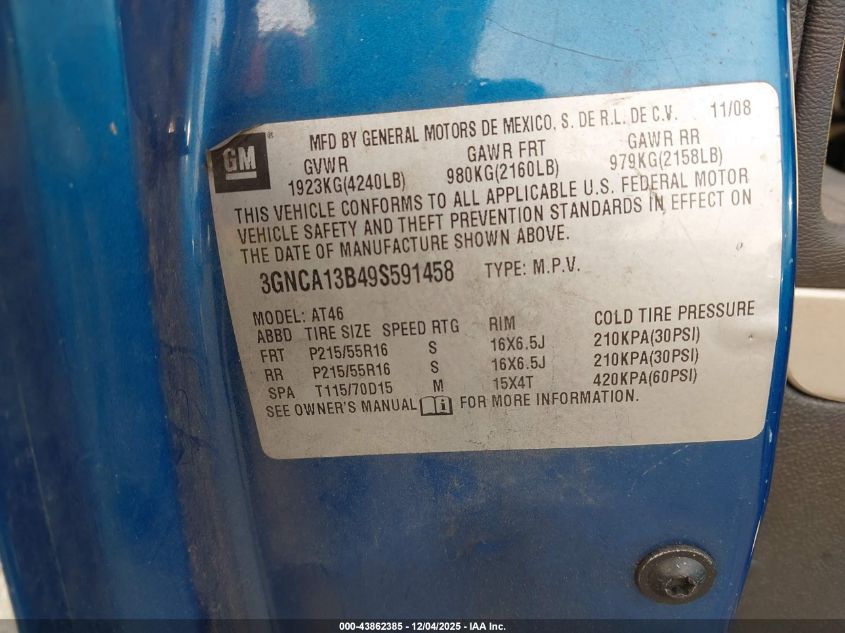 GM ® MFD BY GENERAL MOTORS DE MEXICO, S. DE R.L. DE C.V. 11/08
GVWR GAWR FRT GAWR RR
1923KG(4240LB) 980KG(2160LB) 979KG(2158LB)
THIS VEHICLE CONFORMS TO ALL APPLICABLE U.S. FEDERAL MOTOR
VEHICLE SAFETY AND THEFT PREVENTION STANDARDS IN EFFECT ON
THE DATE OF MANUFACTURE SHOWN ABOVE.
3GNCA13B49S591458 TYPE: M.P.V.
MODEL: AT46
ABBD TIRE SIZE SPEED RTG RIM COLD TIRE PRESSURE
FRT P215/55R16 S 16X6.5J 210KPA(30PSI)
RR P215/55R16 S 16X6.5J 210KPA(30PSI)
SPA T115/70D15 M 15X4T 420KPA(60PSI)
SEE OWNER'S MANUAL i FOR MORE INFORMATION.
000-43862385 - 12/04/2025 - IAA Inc.